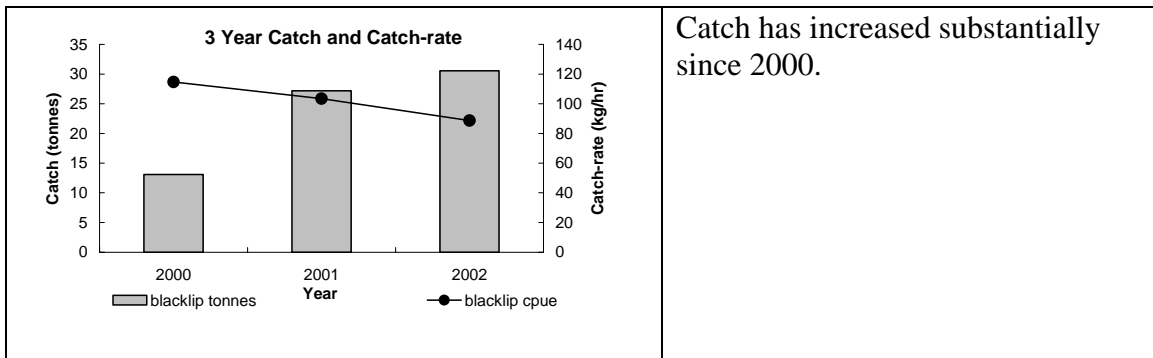 3 Year Catch and Catch-rate
35
30
25
20
15
10
5
0
Catch (tonnes)
140
120
100
80
60
40
20
0
Catch-rate (kg/hr)
2000 2001 2002
Year
blacklip tonnes blacklip cpue
Catch has increased substantially
since 2000.